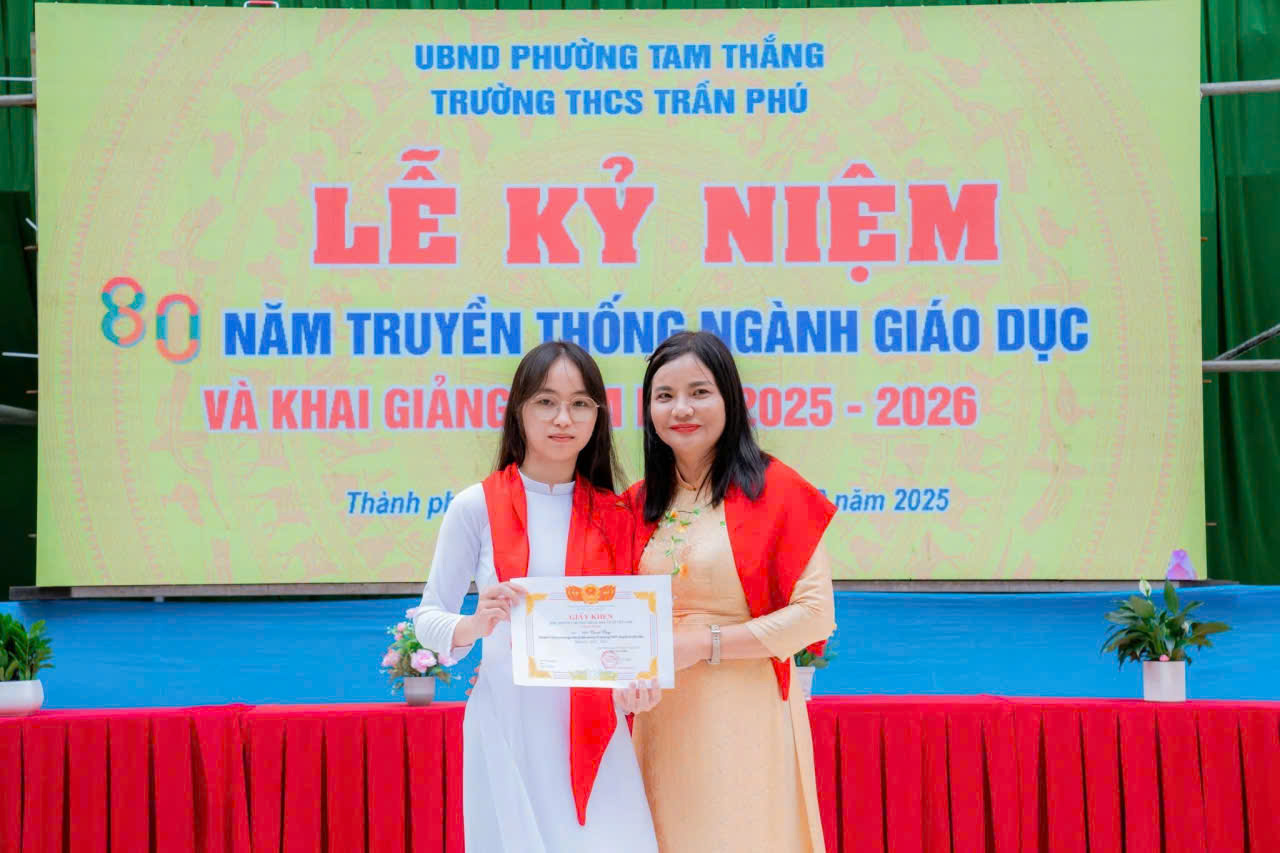 UBND PHƯỜNG TAM THẮNG
TRƯỜNG THCS TRẦN PHÚ
LỄ KỶ NIỆM
80 NĂM TRUYỀN THỐNG NGÀNH GIÁO DỤC
VÀ KHAI GIẢNG 2025 - 2026
Thành năm 2025
GIẤY KHEN